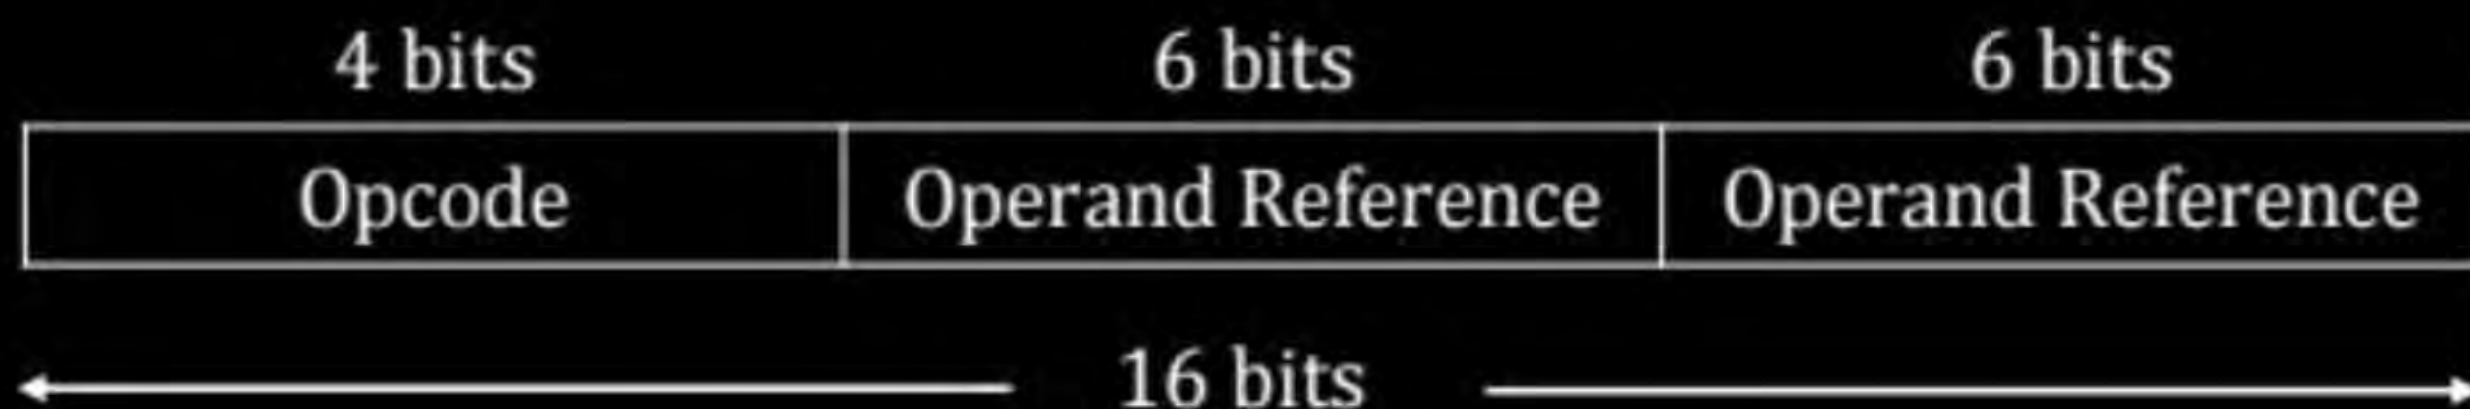 4 bits 6 bits 6 bits
Opcode Operand Reference Operand Reference
16 bits